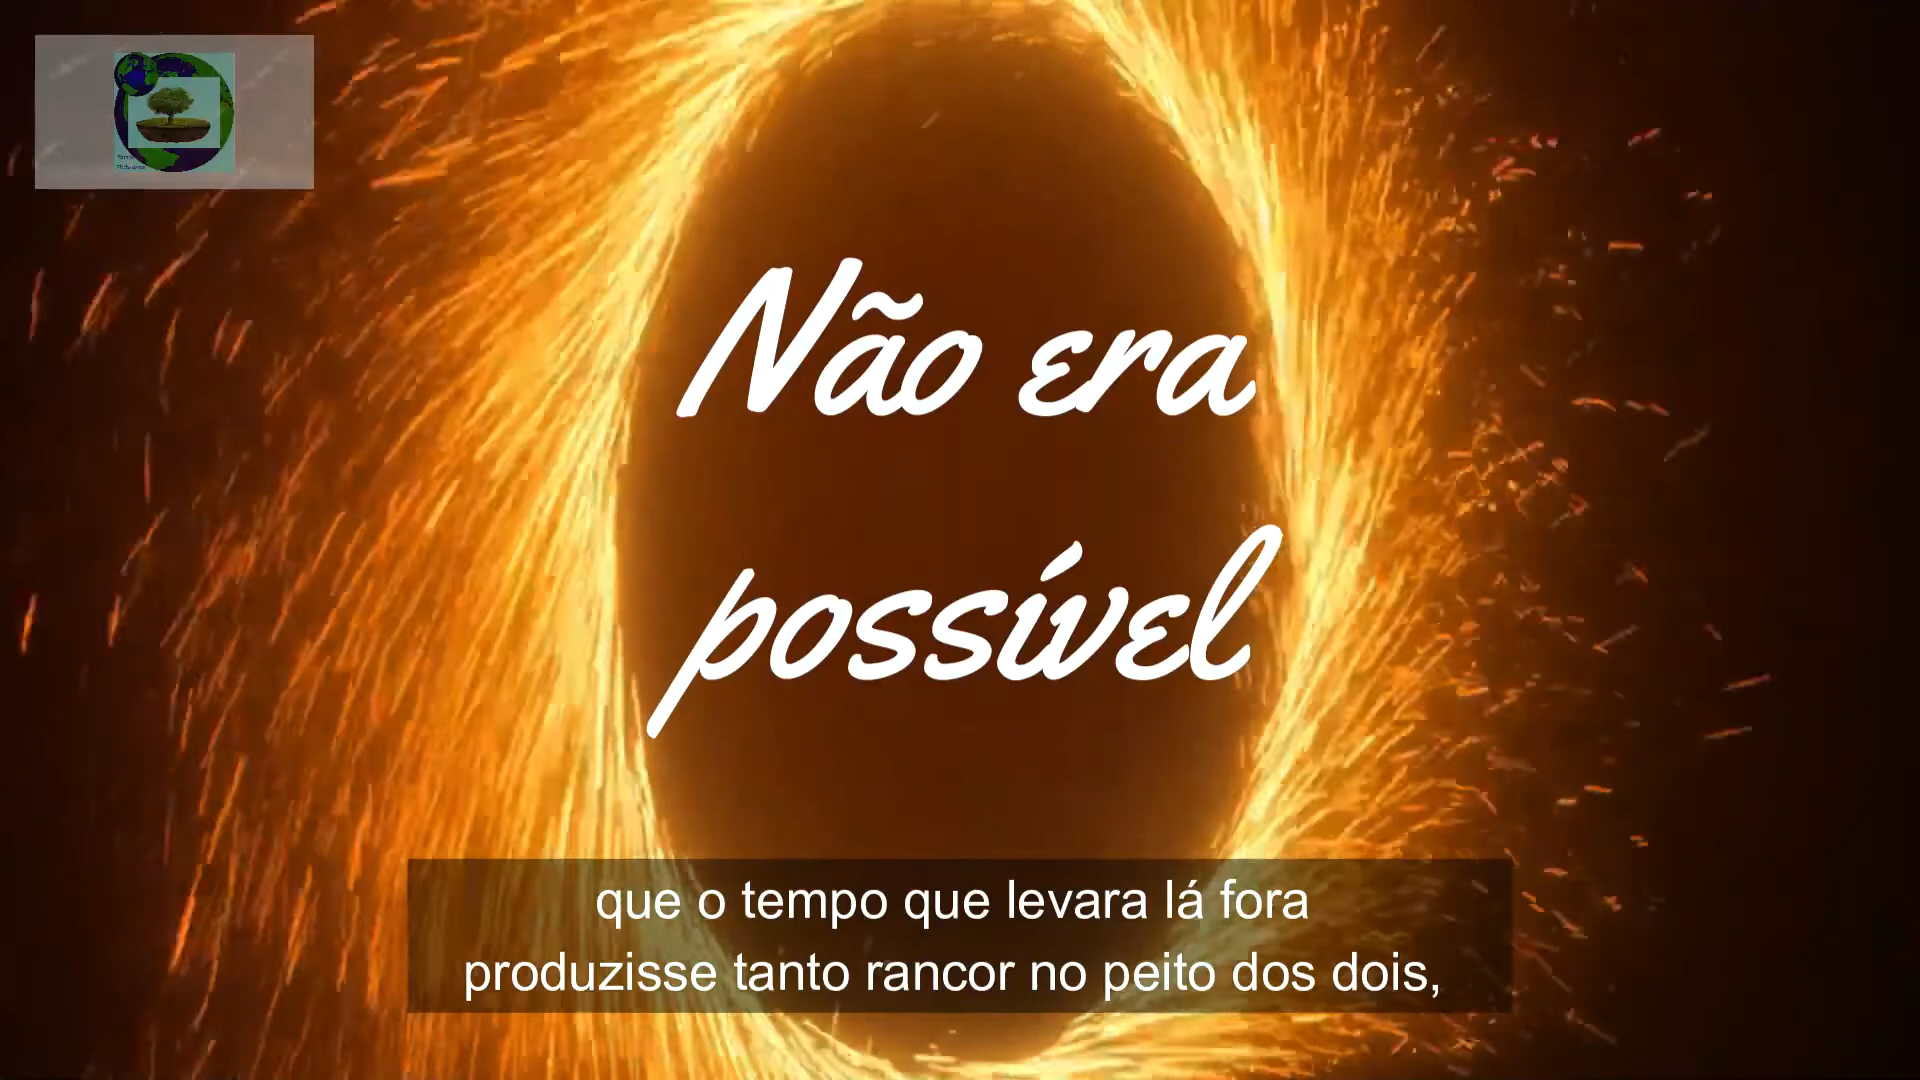 Não era
possível
que o tempo que levara lá fora
produzisse tanto rancor no peito dos dois,